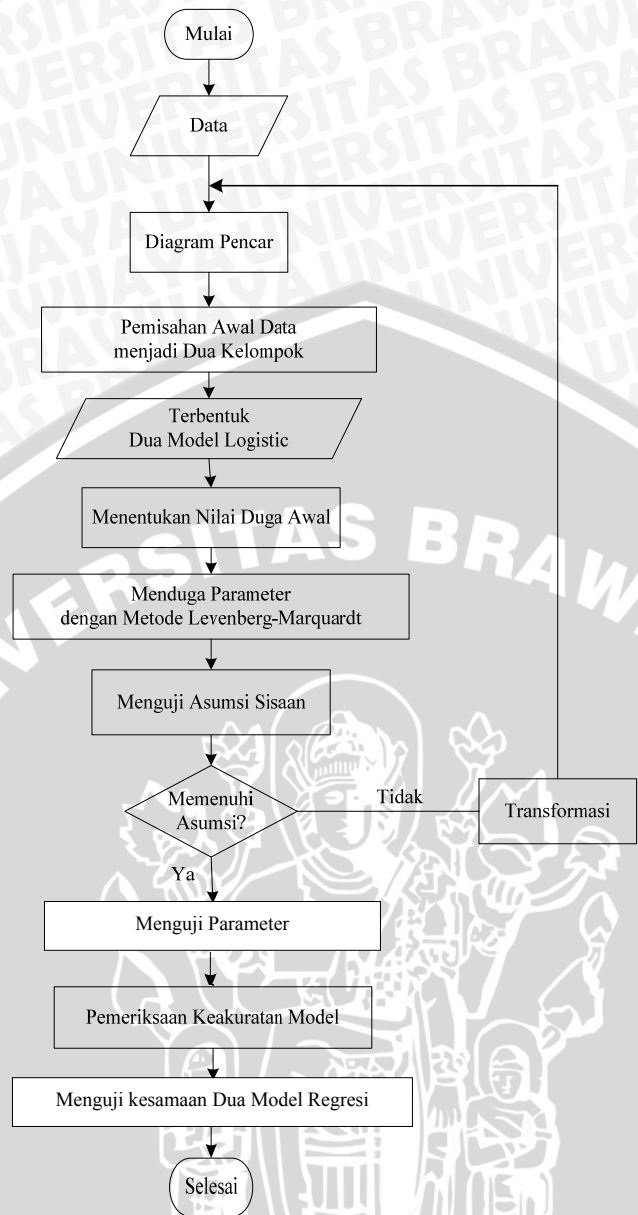 Mulai
Data
Diagram Pencar
Pemisahan Awal Data
menjadi Dua Kelompok
Terbentuk
Dua Model Logistic
Menentukan Nilai Duga Awal
Menduga Parameter
dengan Metode Levenberg-Marquardt
Menguji Asumsi Sisaan
Memenuhi
Asumsi?
Tidak
Transformasi
Ya
Menguji Parameter
Pemeriksaan Keakuratan Model
Menguji kesamaan Dua Model Regresi
Selesai